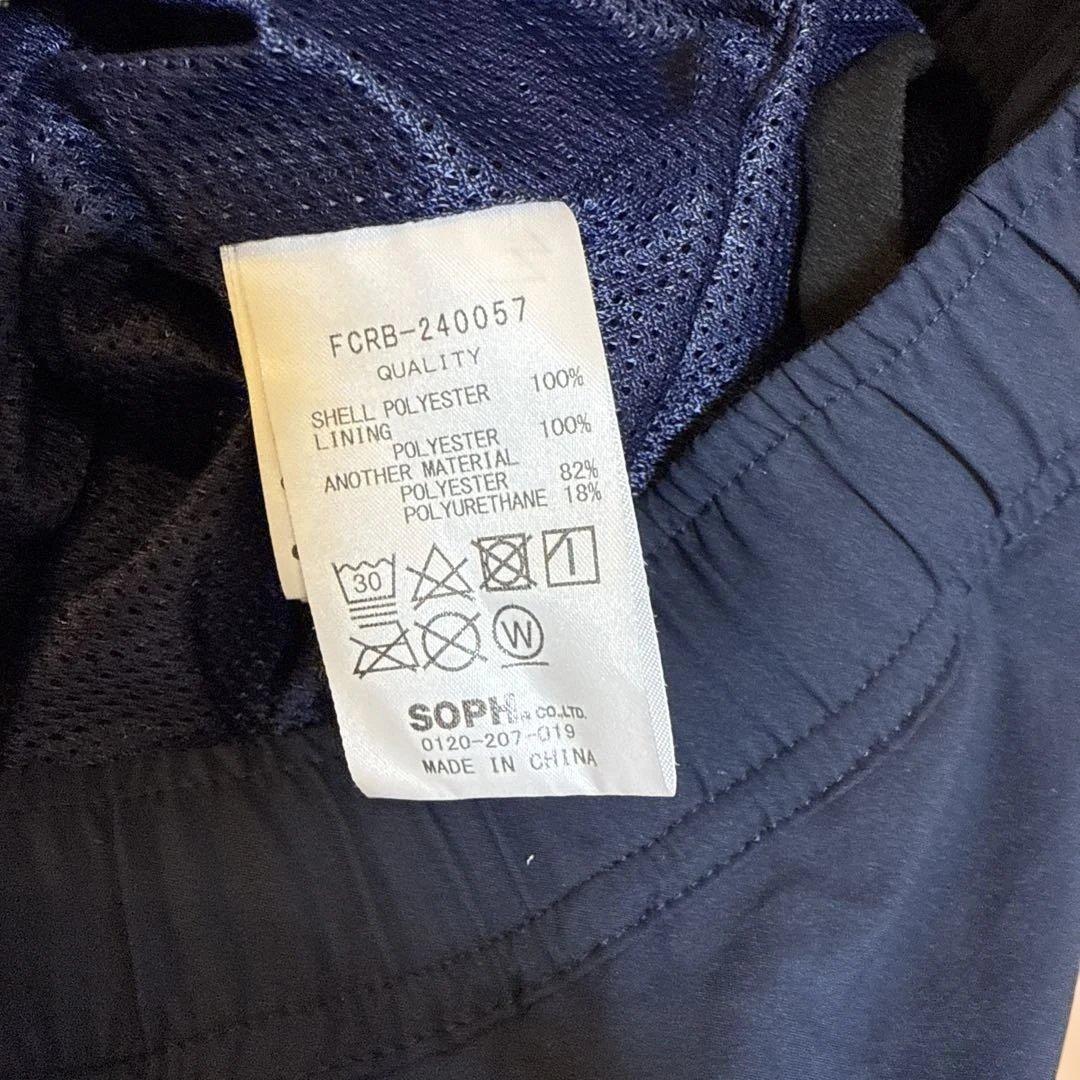 FCRB-240057
QUALITY
SHELL POLYESTER 100%
LINING
POLYESTER 100%
ANOTHER MATERIAL
POLYESTER 82%
POLYURETHANE 18%
30
W
SOPH. CO.,LTD.
0120-207-019
MADE IN CHINA